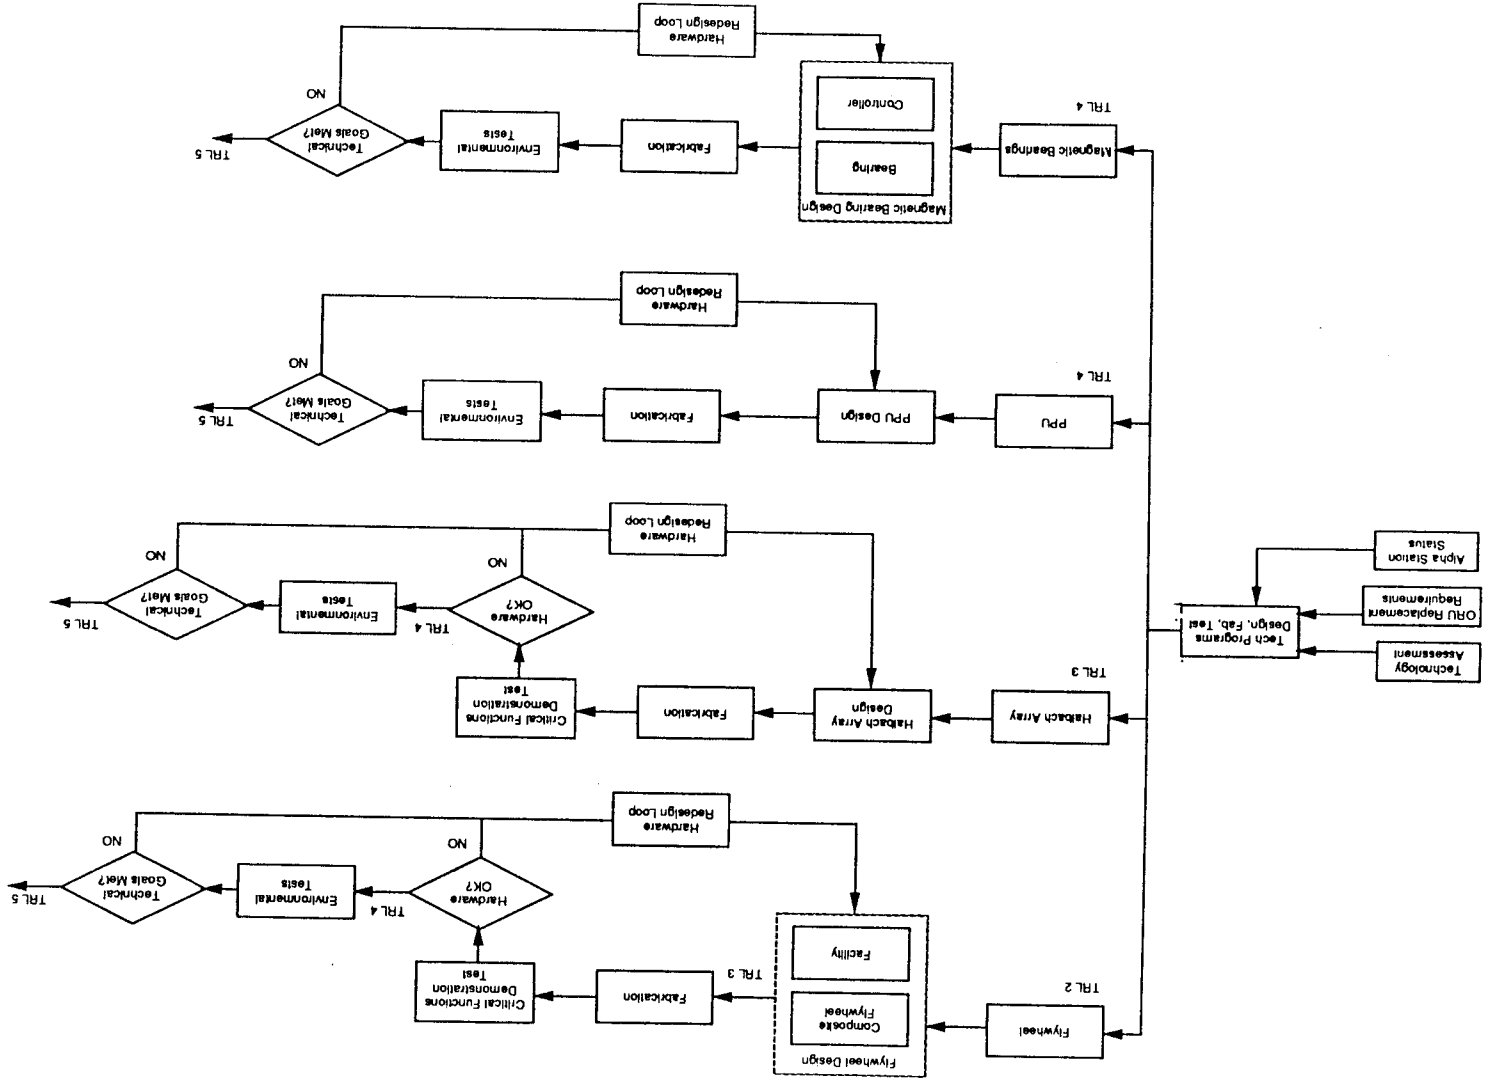 Technology
Assessment
ORU Replacement
Requirements
Alpha Station
Status
Tech Programs
Design, Fab, Test
Flywheel
TRL 2
Flywheel Design
Composite
Flywheel
Facility
TRL 3
Fabrication
Critical Functions
Demonstration
Test
Hardware
OK?
NO
TRL 4
Environmental
Tests
Technical
Goals Met?
NO
TRL 5
Hardware
Redesign Loop
Halbach Array
TRL 3
Halbach Array
Design
Fabrication
Critical Functions
Demonstration
Test
Hardware
OK?
NO
TRL 4
Environmental
Tests
Technical
Goals Met?
NO
TRL 5
Hardware
Redesign Loop
PPU
TRL 4
PPU Design
Fabrication
Environmental
Tests
Technical
Goals Met?
NO
TRL 5
Hardware
Redesign Loop
Magnetic Bearings
TRL 4
Magnetic Bearing Design
Bearing
Controller
Fabrication
Environmental
Tests
Technical
Goals Met?
NO
TRL 5
Hardware
Redesign Loop